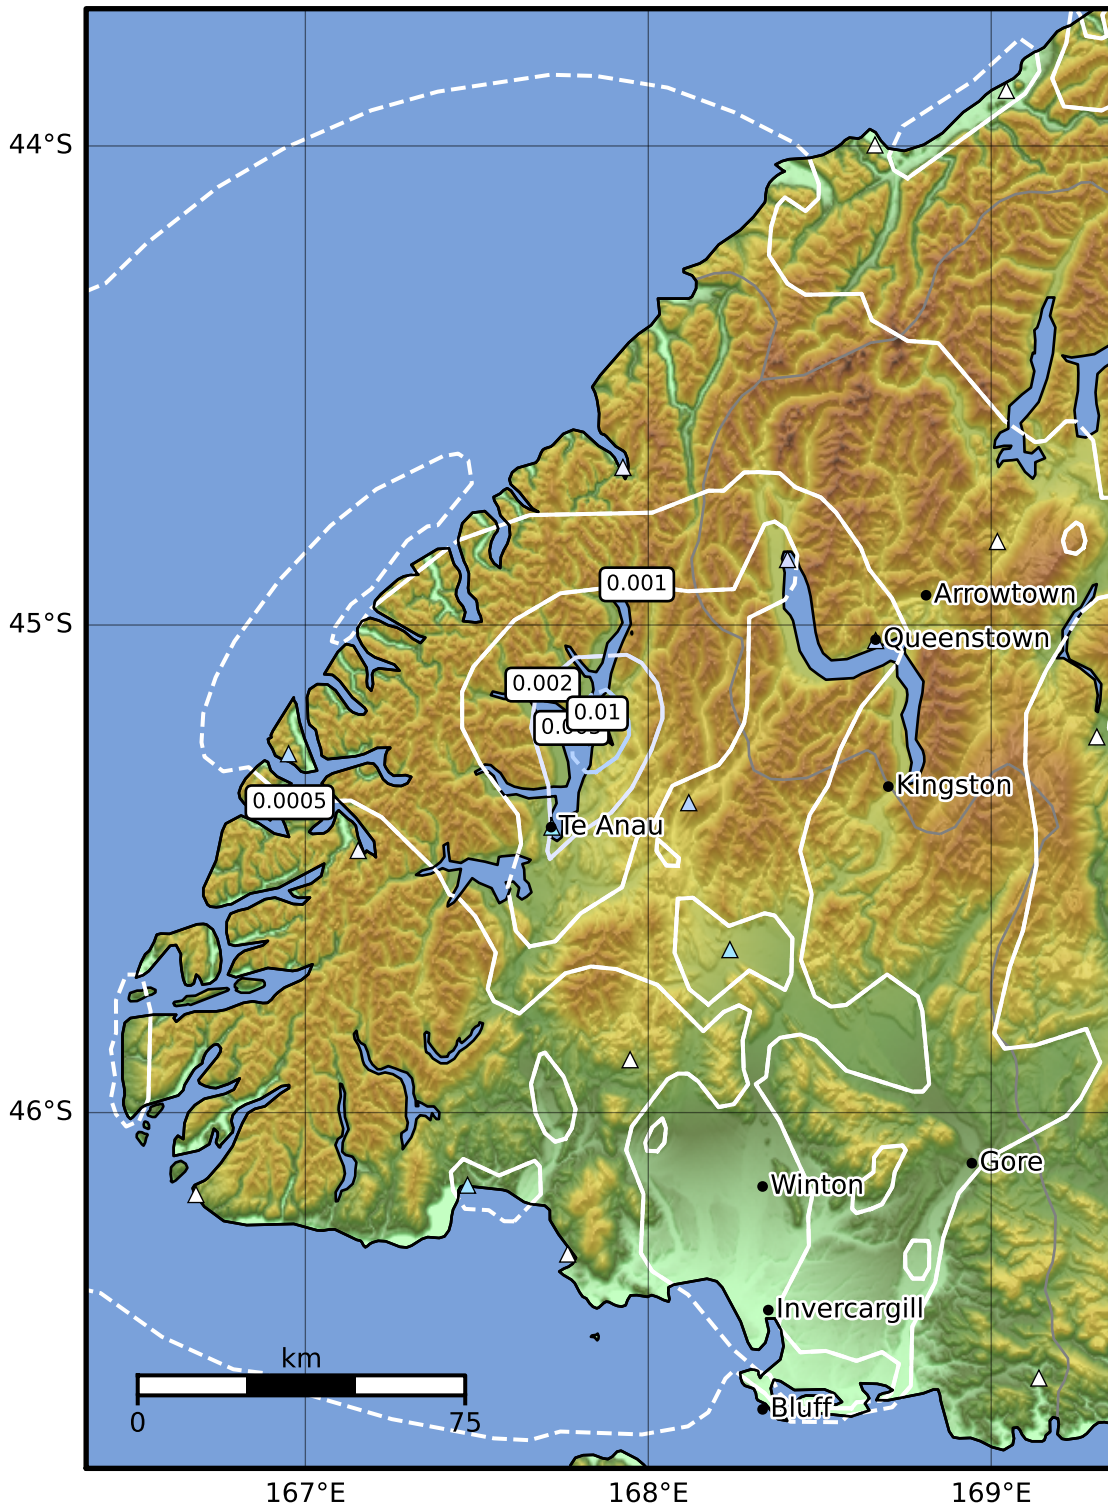 44°S
0.001
Arrowtown
45°S
Queenstown
0.002
0.01
Kingston
0.0005
Te Anau
46°S
Gore
Winton
Invercargill
km
0
75
Bluff
167°E
168°E
169°E